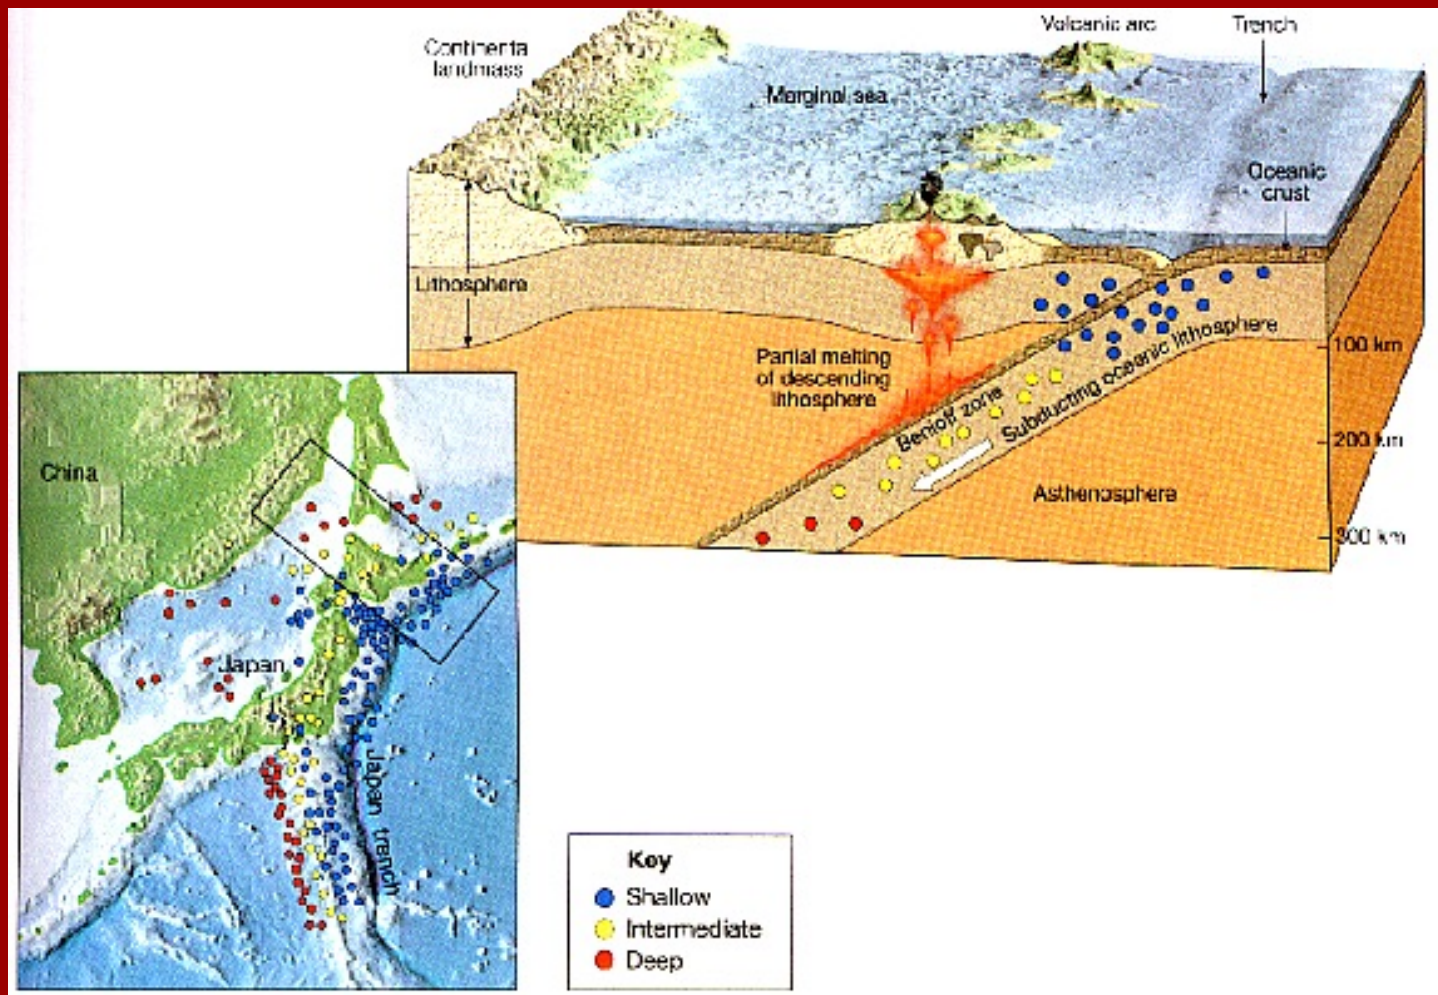 Continenta
landmass
Volcanic arc
Trench
Marginal sea
Oceanic
crust
Lithosphere
Partial melting
of descending
lithosphere
Benioff zone
Subducting oceanic lithosphere
Asthenosphere
100 km
200 km
300 km
China
Japan
Japan trench
Key
Shallow
Intermediate
Deep